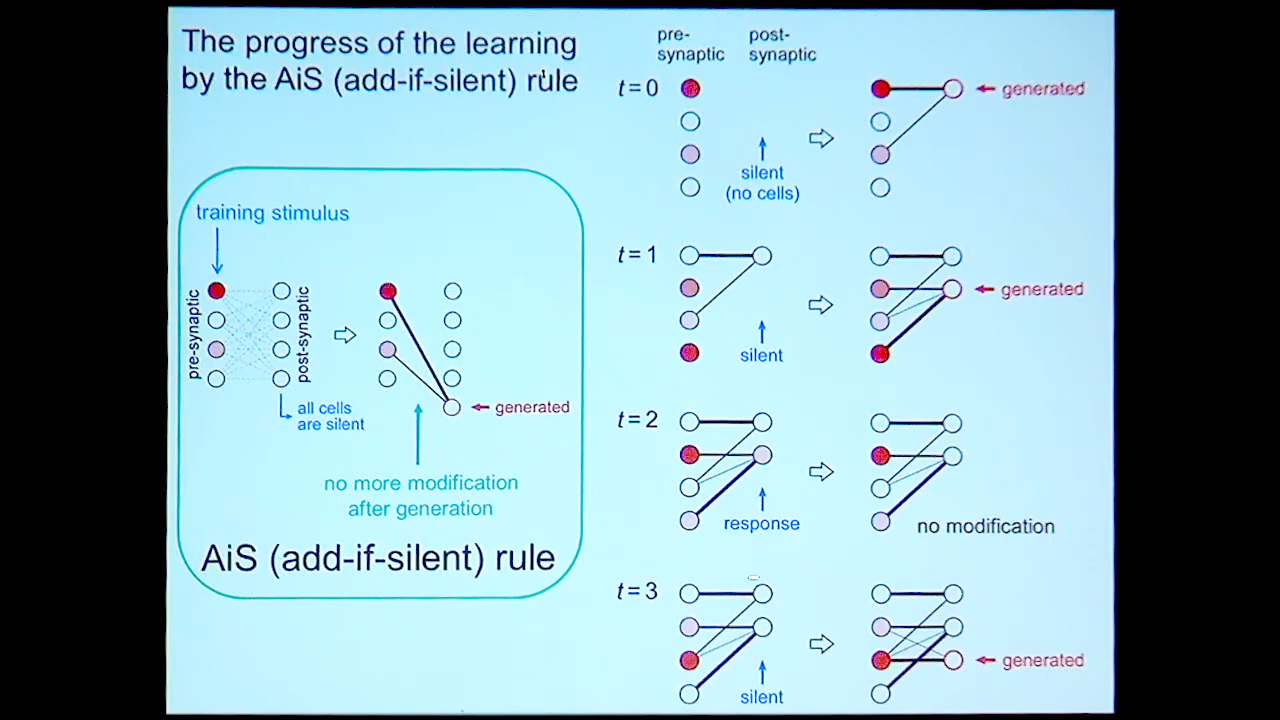 The progress of the learning
by the AiS (add-if-silent) rule
training stimulus
pre-synaptic
post-synaptic
all cells
are silent
generated
no more modification
after generation
AiS (add-if-silent) rule
pre-
synaptic
post-
synaptic
t=0
silent
(no cells)
generated
t=1
silent
generated
t=2
response
no modification
t=3
silent
generated